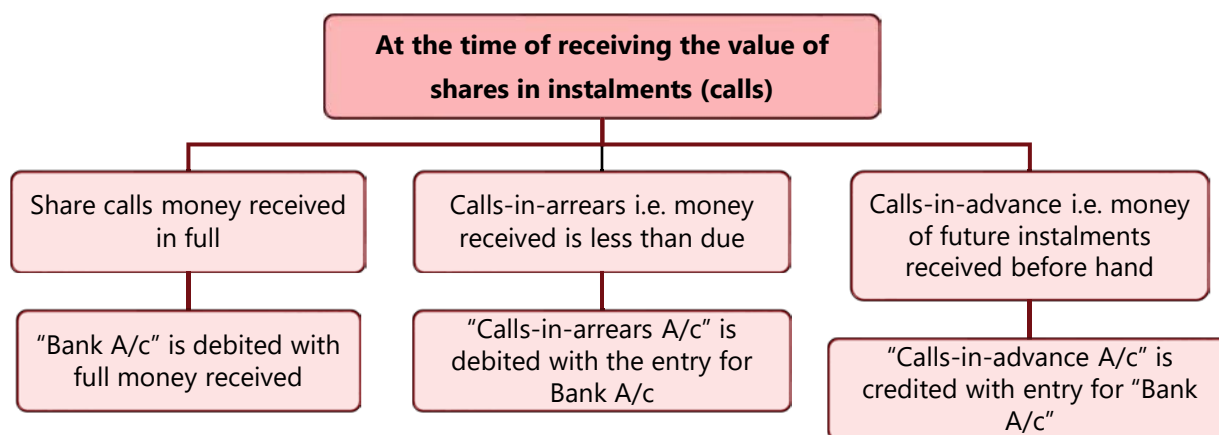 At the time of receiving the value of
shares in instalments (calls)
Share calls money received
in full
Calls-in-arrears i.e. money
received is less than due
Calls-in-advance i.e. money
of future instalments
received before hand
“Bank A/c” is debited with
full money received
“Calls-in-arrears A/c” is
debited with the entry for
Bank A/c
“Calls-in-advance A/c” is
credited with entry for “Bank
A/c”